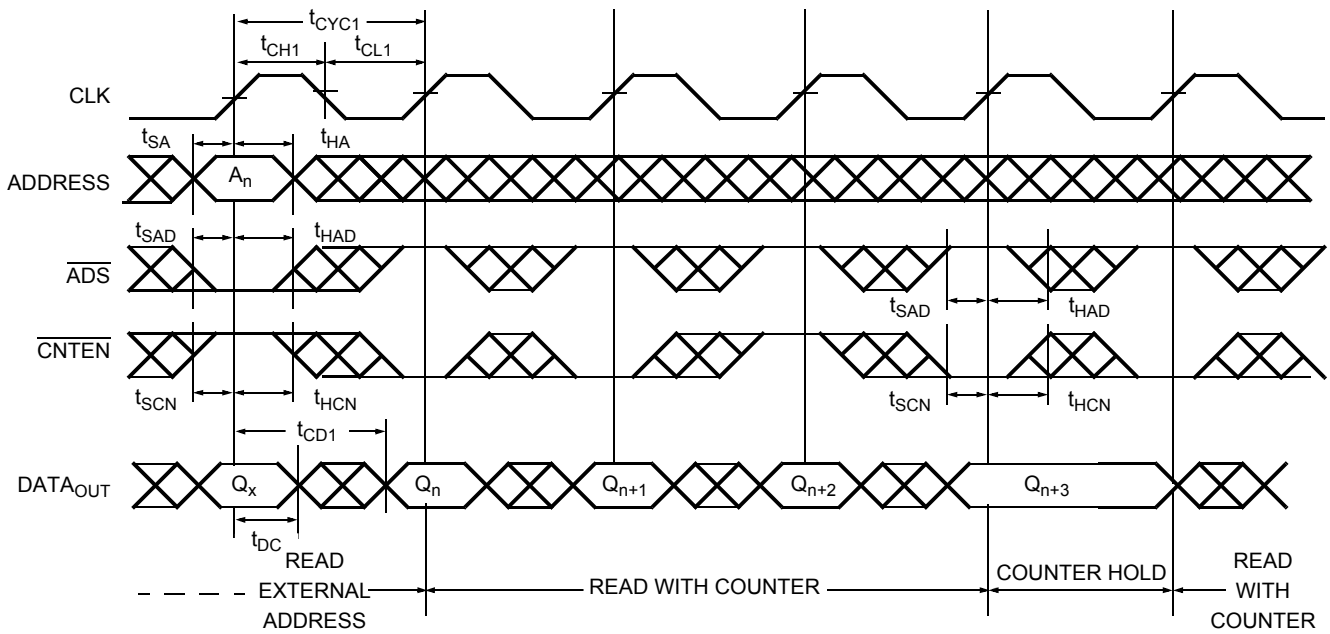 tCYC1
tCH1 tCL1
CLK
tSA tHA
ADDRESS An
tSAD tHAD
ADS
tSAD tHAD
CNTEN
tSCN tHCN tSCN tHCN
tCD1
DATAOUT Qx Qn Qn+1 Qn+2 Qn+3
tDC
READ
EXTERNAL
ADDRESS
READ WITH COUNTER
COUNTER HOLD
READ
WITH
COUNTER